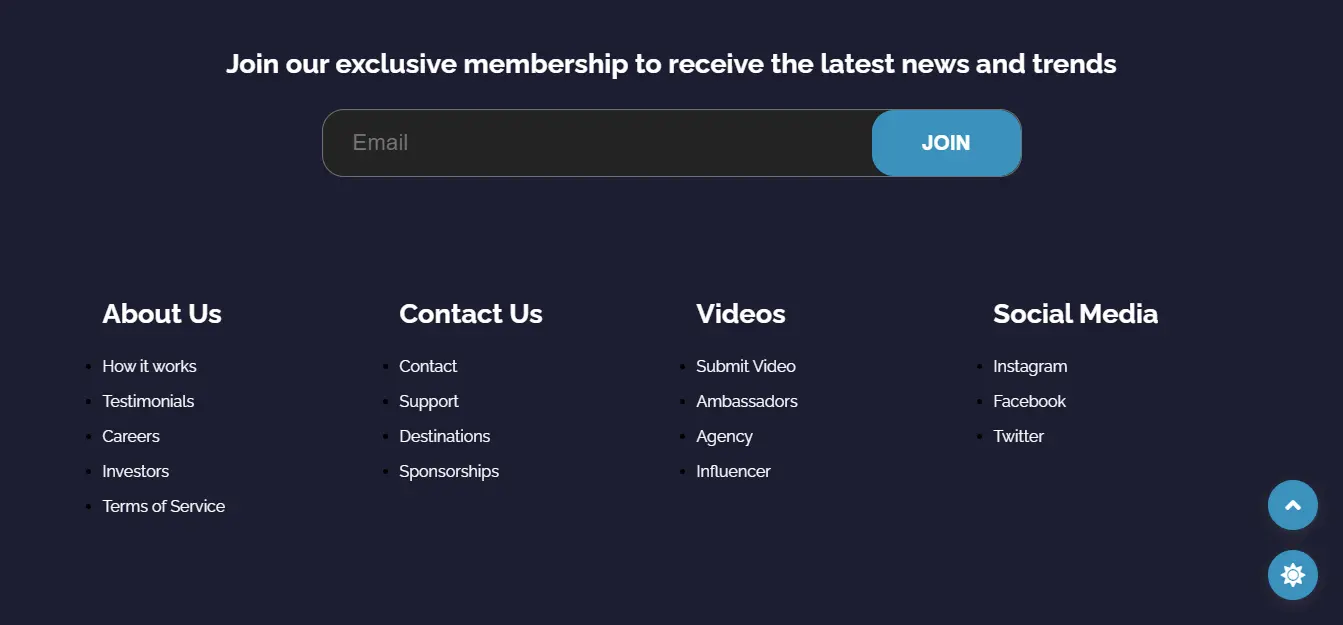 Join our exclusive membership to receive the latest news and trends
Email
JOIN
About Us
How it works
Testimonials
Careers
Investors
Terms of Service
Contact Us
Contact
Support
Destinations
Sponsorships
Videos
Submit Video
Ambassadors
Agency
Influencer
Social Media
Instagram
Facebook
Twitter